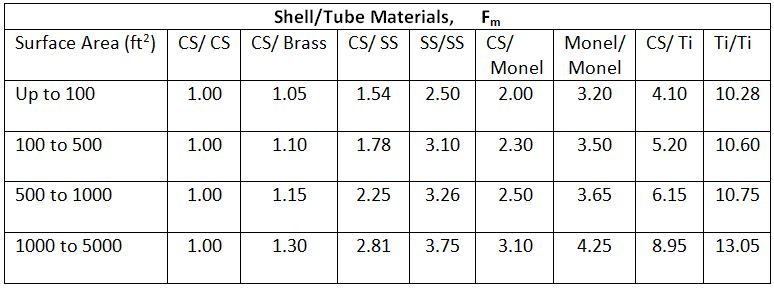 Shell/Tube Materials, Fm
Surface Area (ft²) CS/ CS CS/ Brass CS/ SS SS/SS CS/ Monel Monel/ Monel CS/ Ti Ti/Ti
Up to 100 1.00 1.05 1.54 2.50 2.00 3.20 4.10 10.28
100 to 500 1.00 1.10 1.78 3.10 2.30 3.50 5.20 10.60
500 to 1000 1.00 1.15 2.25 3.26 2.50 3.65 6.15 10.75
1000 to 5000 1.00 1.30 2.81 3.75 3.10 4.25 8.95 13.05